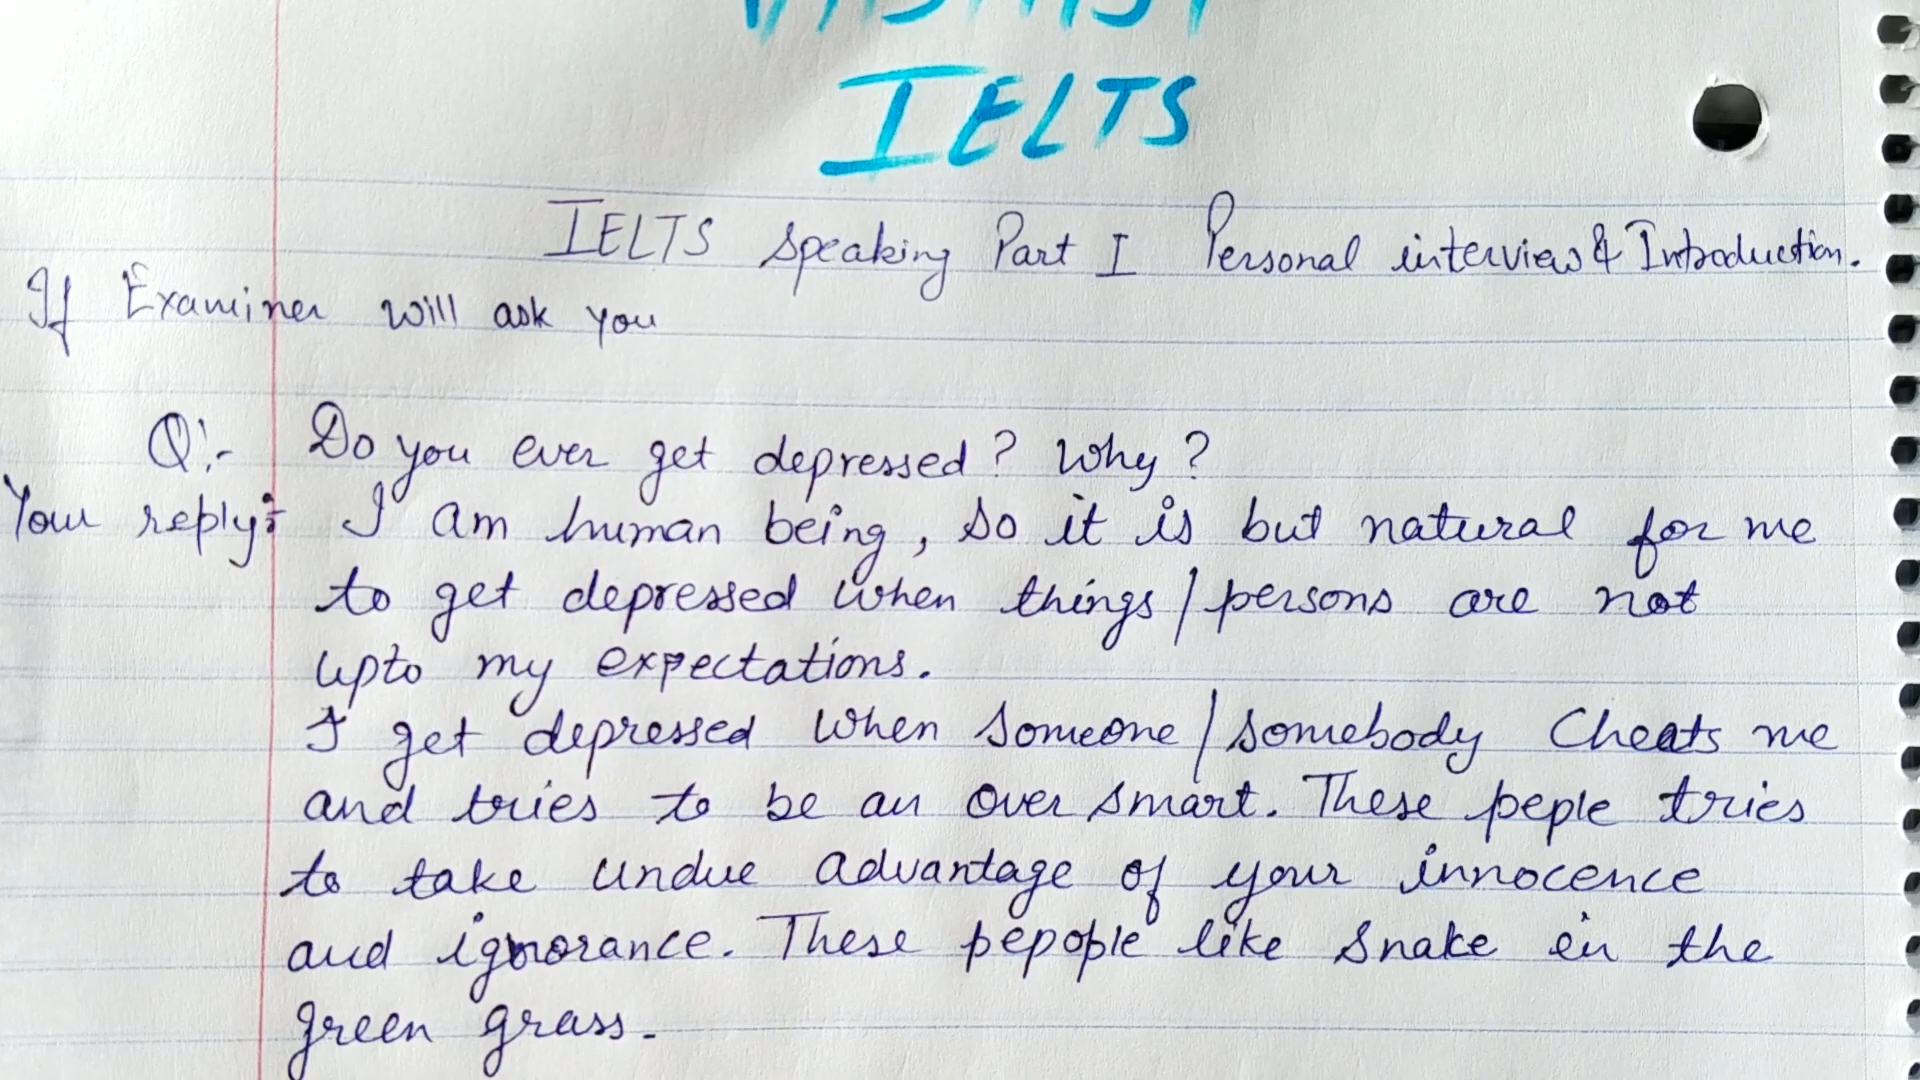 IELTS
IELTS Speaking Part I Personal interview & Introduction.
If Examiner will ask you
Q:- Do you ever get depressed? Why?
Your reply:- I am human being, so it is but natural for me
to get depressed when things/persons are not
upto my expectations.
I get depressed when someone/somebody Cheats me
and tries to be an over smart. These peple tries
to take undue advantage of your innocence
and ignorance. These pepople like snake in the
green grass.